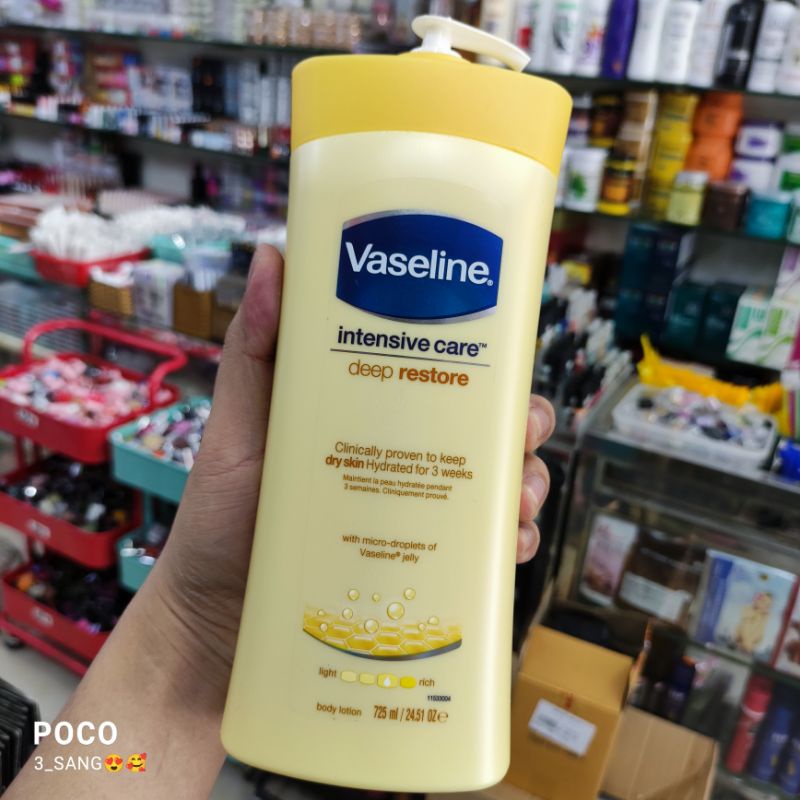 Vaseline®
intensive care™
deep restore
Clinically proven to keep
dry skin Hydrated for 3 weeks
Maintient la peau hydratée pendant
3 semaines. Cliniquement prouvé.
with micro-droplets of
Vaseline® jelly
light rich
11033004
body lotion 725 ml / 24.51 OZ ℮
POCO
3_SANG😍🥰